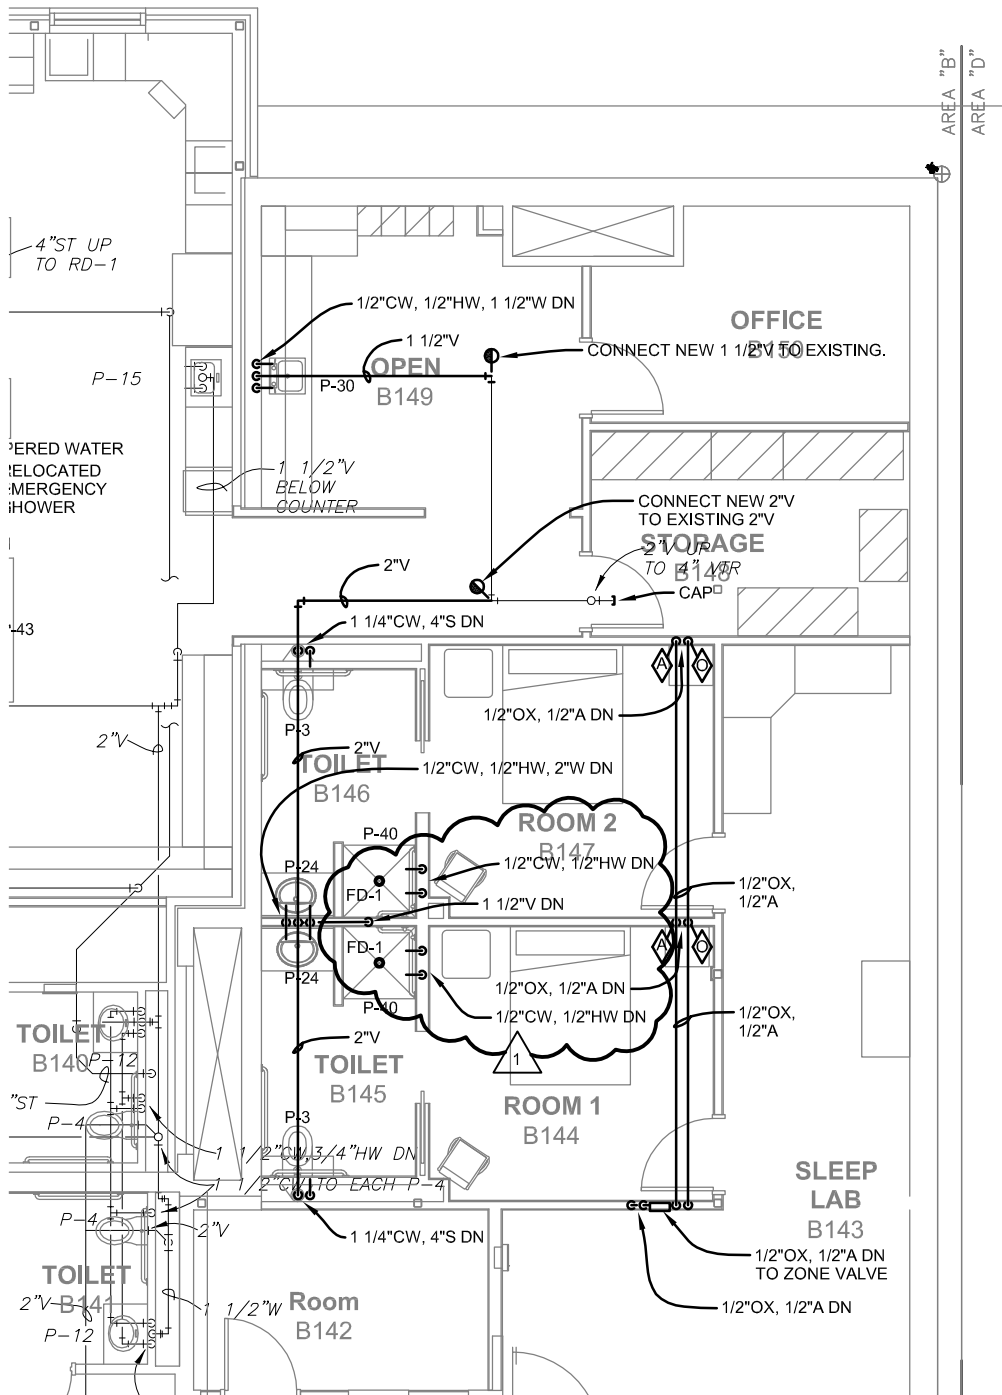 AREA "B"
AREA "D"
4"ST UP
TO RD-1
1/2"CW, 1/2"HW, 1 1/2"W DN
1 1/2"V
OFFICE
B150
CONNECT NEW 1 1/2"V TO EXISTING.
OPEN
B149
P-15
P-30
PERED WATER
RELOCATED
EMERGENCY
SHOWER
1 1/2"V
BELOW
COUNTER
CONNECT NEW 2"V
TO EXISTING 2"V
STORAGE
B148
2"V UP
TO 4" VTR
CAP
2"V
P-43
1 1/4"CW, 4"S DN
A
O
1/2"OX, 1/2"A DN
P-3
2"V
2"V
TOILET
B146
1/2"CW, 1/2"HW, 2"W DN
ROOM 2
B147
P-40
P-24
1/2"CW, 1/2"HW DN
FD-1
1 1/2"V DN
1/2"OX,
1/2"A
FD-1
A
O
P-24
1/2"OX, 1/2"A DN
P-40
1/2"CW, 1/2"HW DN
1/2"OX,
1/2"A
2"V
1
TOILET
B140
P-12
TOILET
B145
"ST
P-4
P-3
ROOM 1
B144
1 1/2"CW,3/4"HW DN
1 1/2"CW TO EACH P-4
SLEEP
LAB
B143
P-4
2"V
1 1/4"CW, 4"S DN
1/2"OX, 1/2"A DN
TO ZONE VALVE
TOILET
B141
2"V
1 1/2"W
P-12
Room
B142
1/2"OX, 1/2"A DN